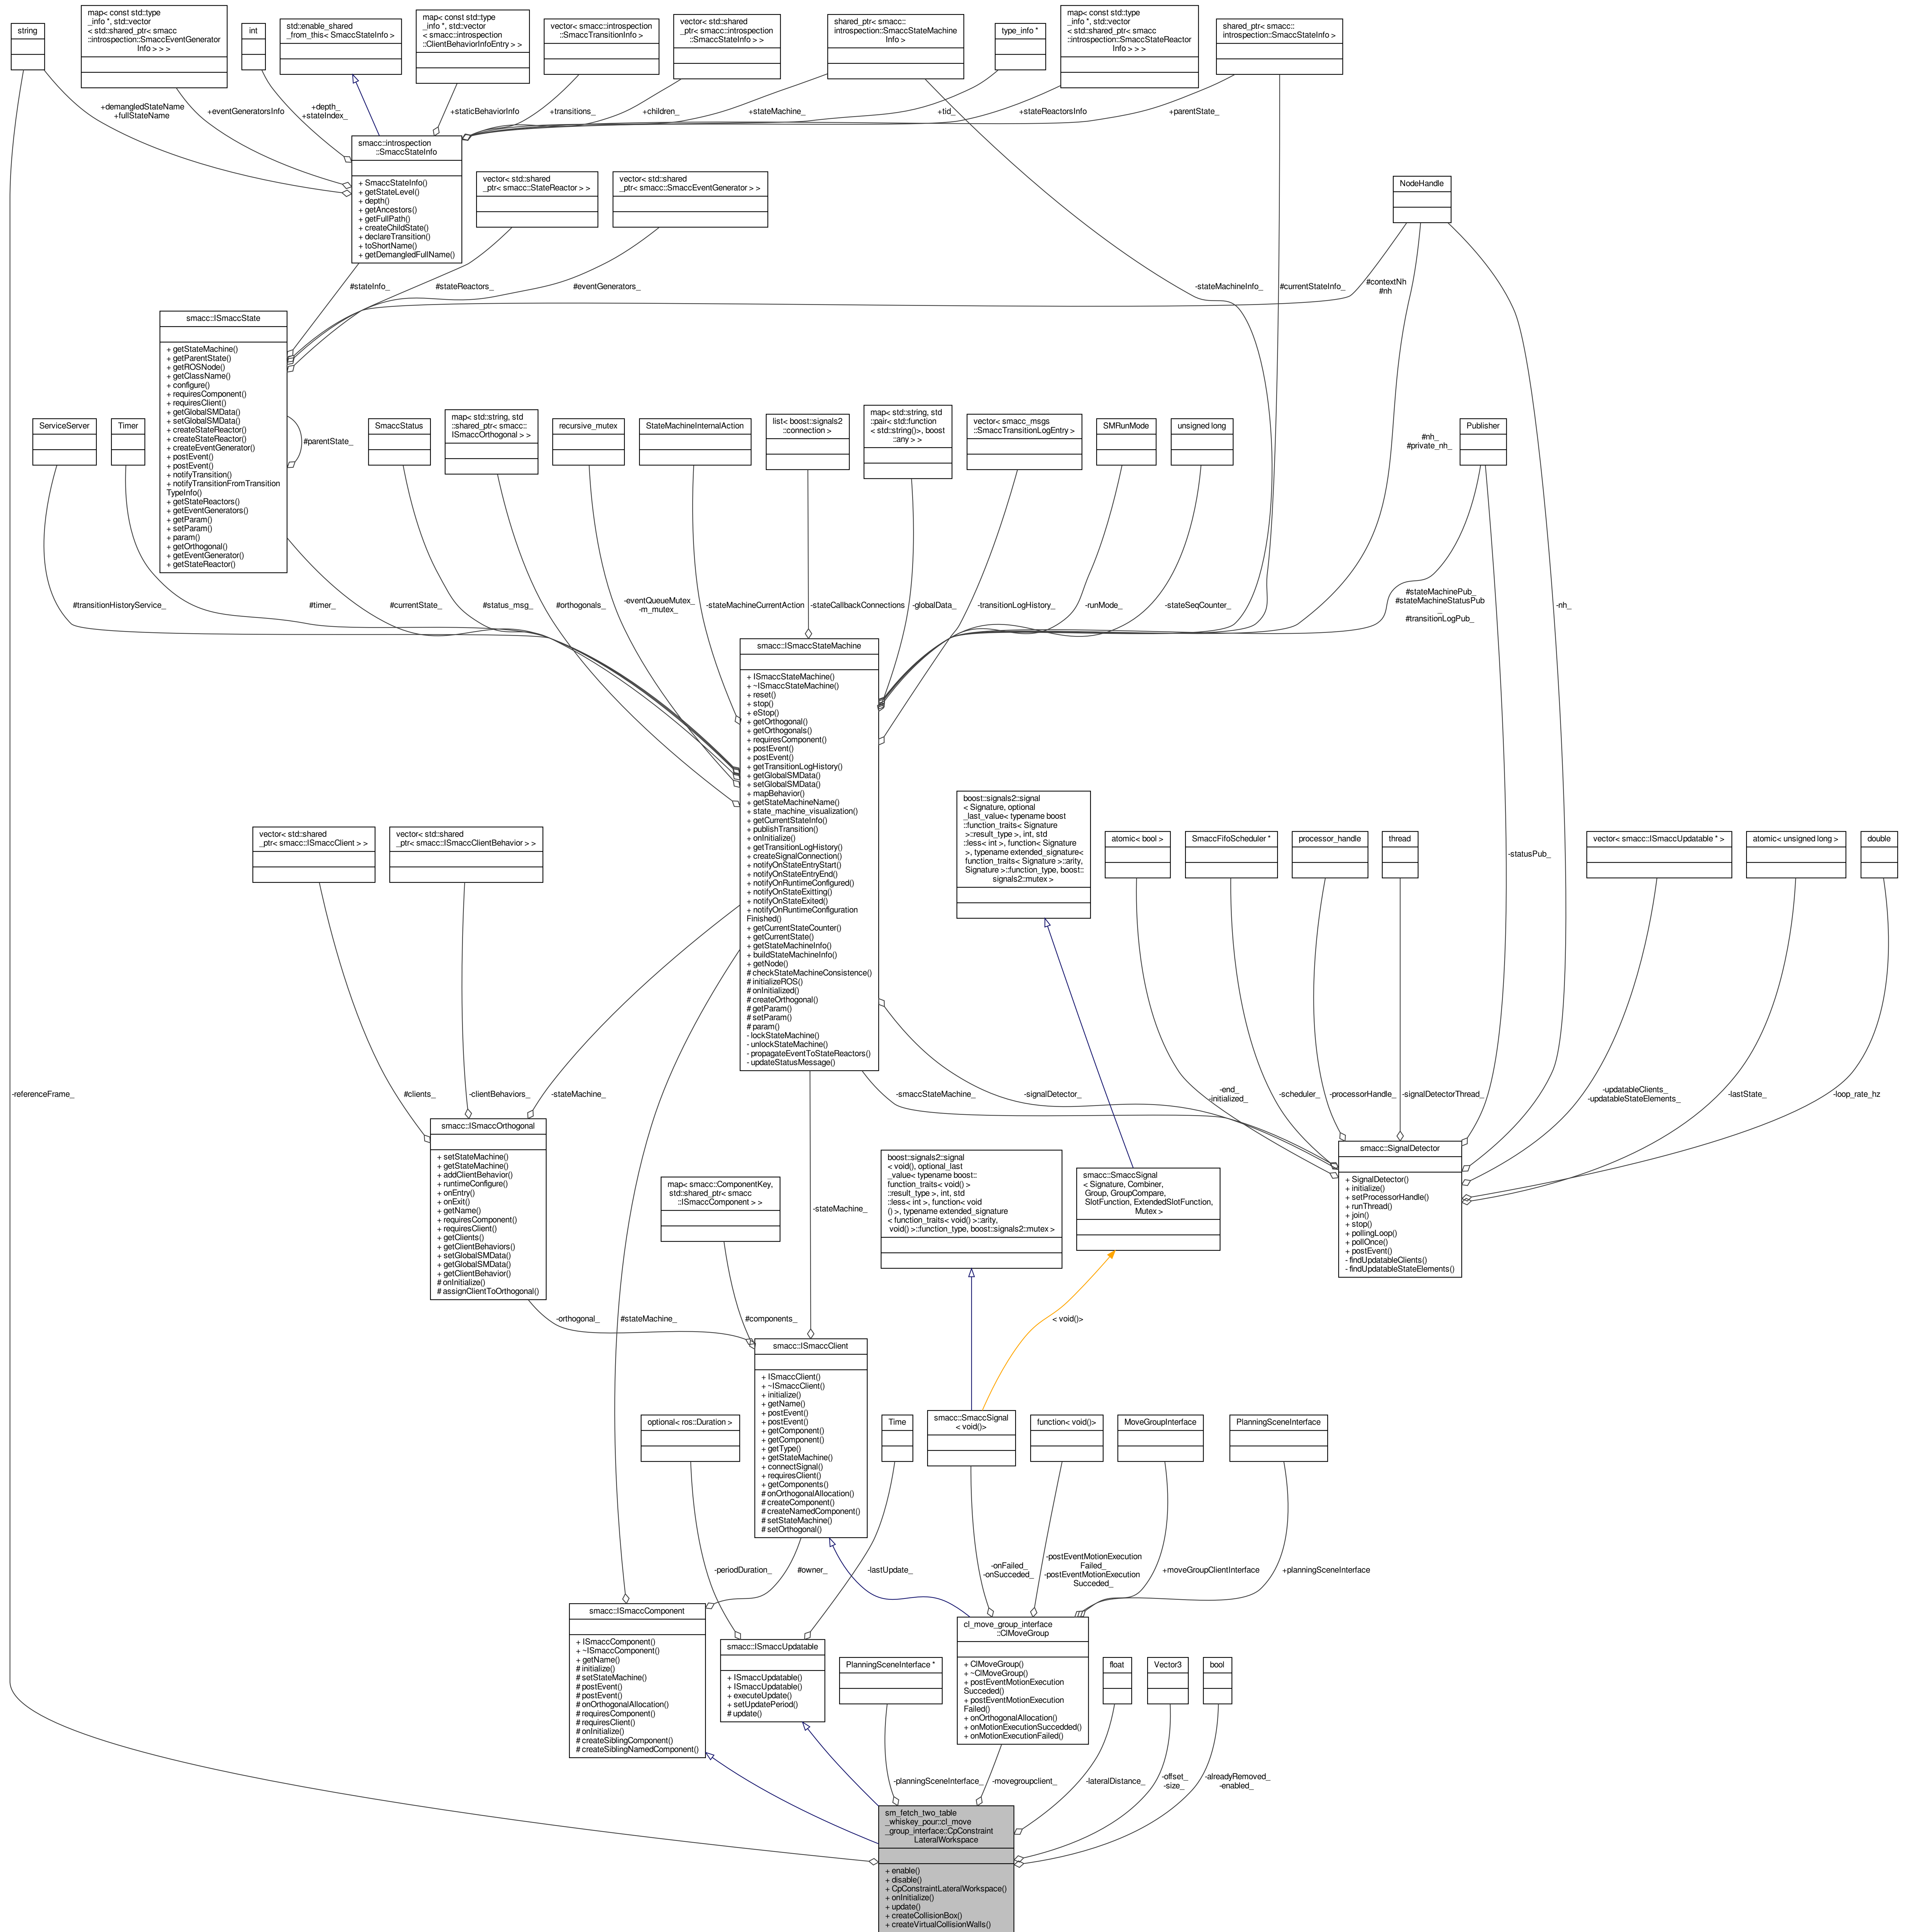 string
map< const std::type
_info *, std::vector
< std::shared_ptr< smacc
::introspection::SmaccEventGenerator
Info > > >
int
std::enable_shared
_from_this< SmaccStateInfo >
map< const std::type
_info *, std::vector
< smacc::introspection
::ClientBehaviorInfoEntry > >
vector< smacc::introspection
::SmaccTransitionInfo >
vector< std::shared
_ptr< smacc::introspection
::SmaccStateInfo > >
shared_ptr< smacc::
introspection::SmaccStateMachine
Info >
type_info *
map< const std::type
_info *, std::vector
< std::shared_ptr< smacc
::introspection::SmaccStateReactor
Info > > >
shared_ptr< smacc::
introspection::SmaccStateInfo >
+demangledStateName
+fullStateName
+eventGeneratorsInfo
+depth_
+stateIndex_
+staticBehaviorInfo
+transitions_
+children_
+stateMachine_
+tid_
+stateReactorsInfo
+parentState_
smacc::introspection
::SmaccStateInfo
+ SmaccStateInfo()
+ getStateLevel()
+ depth()
+ getAncestors()
+ getFullPath()
+ createChildState()
+ declareTransition()
+ toShortName()
+ getDemangledFullName()
vector< std::shared
_ptr< smacc::StateReactor > >
vector< std::shared
_ptr< smacc::SmaccEventGenerator > >
NodeHandle
#stateInfo_
#stateReactors_
#eventGenerators_
-stateMachineInfo_
#currentStateInfo_
#contextNh
#nh
smacc::ISmaccState
+ getStateMachine()
+ getParentState()
+ getROSNode()
+ getClassName()
+ configure()
+ requiresComponent()
+ requiresClient()
+ getGlobalSMData()
+ setGlobalSMData()
+ createStateReactor()
+ createStateReactor()
+ createEventGenerator()
+ postEvent()
+ postEvent()
+ notifyTransition()
+ notifyTransitionFromTransition
TypeInfo()
+ getStateReactors()
+ getEventGenerators()
+ getParam()
+ setParam()
+ param()
+ getOrthogonal()
+ getEventGenerator()
+ getStateReactor()
#parentState_
ServiceServer
Timer
SmaccStatus
map< std::string, std
::shared_ptr< smacc::
ISmaccOrthogonal > >
recursive_mutex
StateMachineInternalAction
list< boost::signals2
::connection >
map< std::string, std
::pair< std::function
< std::string()>, boost
::any > >
vector< smacc_msgs
::SmaccTransitionLogEntry >
SMRunMode
unsigned long
#nh_
#private_nh_
Publisher
#transitionHistoryService_
#timer_
#currentState_
#status_msg_
#orthogonals_
-eventQueueMutex_
-m_mutex_
-stateMachineCurrentAction
-stateCallbackConnections
-globalData_
-transitionLogHistory_
-runMode_
-stateSeqCounter_
#stateMachinePub_
#stateMachineStatusPub
_
#transitionLogPub_
-nh_
smacc::ISmaccStateMachine
+ ISmaccStateMachine()
+ ~ISmaccStateMachine()
+ reset()
+ stop()
+ eStop()
+ getOrthogonal()
+ getOrthogonals()
+ requiresComponent()
+ postEvent()
+ postEvent()
+ getTransitionLogHistory()
+ getGlobalSMData()
+ setGlobalSMData()
+ mapBehavior()
+ getStateMachineName()
+ state_machine_visualization()
+ getCurrentStateInfo()
+ publishTransition()
+ onInitialize()
+ getTransitionLogHistory()
+ createSignalConnection()
+ notifyOnStateEntryStart()
+ notifyOnStateEntryEnd()
+ notifyOnRuntimeConfigured()
+ notifyOnStateExitting()
+ notifyOnStateExited()
+ notifyOnRuntimeConfiguration
Finished()
+ getCurrentStateCounter()
+ getCurrentState()
+ getStateMachineInfo()
+ buildStateMachineInfo()
+ getNode()
# checkStateMachineConsistence()
# initializeROS()
# onInitialized()
# createOrthogonal()
# getParam()
# setParam()
# param()
- lockStateMachine()
- unlockStateMachine()
- propagateEventToStateReactors()
- updateStatusMessage()
vector< std::shared
_ptr< smacc::ISmaccClient > >
vector< std::shared
_ptr< smacc::ISmaccClientBehavior > >
boost::signals2::signal
< Signature, optional
_last_value< typename boost
::function_traits< Signature
>::result_type >, int, std
::less< int >, function< Signature
>, typename extended_signature<
function_traits< Signature >::arity,
Signature >::function_type, boost::
signals2::mutex >
atomic< bool >
SmaccFifoScheduler *
processor_handle
thread
-statusPub_
vector< smacc::ISmaccUpdatable * >
atomic< unsigned long >
double
-referenceFrame_
#clients_
-clientBehaviors_
-stateMachine_
-smaccStateMachine_
-signalDetector_
-end_
-initialized_
-scheduler_
-processorHandle_
-signalDetectorThread_
-updatableClients_
-updatableStateElements_
-lastState_
-loop_rate_hz
smacc::ISmaccOrthogonal
+ setStateMachine()
+ getStateMachine()
+ addClientBehavior()
+ runtimeConfigure()
+ onEntry()
+ onExit()
+ getName()
+ requiresComponent()
+ requiresClient()
+ getClients()
+ getClientBehaviors()
+ setGlobalSMData()
+ getGlobalSMData()
+ getClientBehavior()
# onInitialize()
# assignClientToOrthogonal()
map< smacc::ComponentKey,
std::shared_ptr< smacc
::ISmaccComponent > >
-stateMachine_
boost::signals2::signal
< void(), optional_last
_value< typename boost::
function_traits< void() >
::result_type >, int, std
::less< int >, function< void
() >, typename extended_signature
< function_traits< void() >::arity,
void() >::function_type, boost::signals2::mutex >
smacc::SmaccSignal
< Signature, Combiner,
Group, GroupCompare,
SlotFunction, ExtendedSlotFunction,
Mutex >
smacc::SignalDetector
+ SignalDetector()
+ initialize()
+ setProcessorHandle()
+ runThread()
+ join()
+ stop()
+ pollingLoop()
+ pollOnce()
+ postEvent()
- findUpdatableClients()
- findUpdatableStateElements()
-orthogonal_
#stateMachine_
#components_
< void()>
smacc::ISmaccClient
+ ISmaccClient()
+ ~ISmaccClient()
+ initialize()
+ getName()
+ postEvent()
+ postEvent()
+ getComponent()
+ getComponent()
+ getType()
+ getStateMachine()
+ connectSignal()
+ requiresClient()
+ getComponents()
# onOrthogonalAllocation()
# createComponent()
# createNamedComponent()
# setStateMachine()
# setOrthogonal()
optional< ros::Duration >
Time
smacc::SmaccSignal
< void()>
function< void()>
MoveGroupInterface
PlanningSceneInterface
-periodDuration_
#owner_
-lastUpdate_
-onFailed_
-onSucceded_
-postEventMotionExecution
Failed_
-postEventMotionExecution
Succeded_
+moveGroupClientInterface
+planningSceneInterface
smacc::ISmaccComponent
+ ISmaccComponent()
+ ~ISmaccComponent()
+ getName()
# initialize()
# setStateMachine()
# postEvent()
# postEvent()
# onOrthogonalAllocation()
# requiresComponent()
# requiresClient()
# onInitialize()
# createSiblingComponent()
# createSiblingNamedComponent()
smacc::ISmaccUpdatable
+ ISmaccUpdatable()
+ ISmaccUpdatable()
+ executeUpdate()
+ setUpdatePeriod()
# update()
PlanningSceneInterface *
cl_move_group_interface
::ClMoveGroup
+ ClMoveGroup()
+ ~ClMoveGroup()
+ postEventMotionExecution
Succeded()
+ postEventMotionExecution
Failed()
+ onOrthogonalAllocation()
+ onMotionExecutionSuccedded()
+ onMotionExecutionFailed()
float
Vector3
bool
-planningSceneInterface_
-movegroupclient_
-lateralDistance_
-offset_
-size_
-alreadyRemoved_
-enabled_
sm_fetch_two_table
_whiskey_pour::cl_move
_group_interface::CpConstraint
LateralWorkspace
+ enable()
+ disable()
+ CpConstraintLateralWorkspace()
+ onInitialize()
+ update()
+ createCollisionBox()
+ createVirtualCollisionWalls()